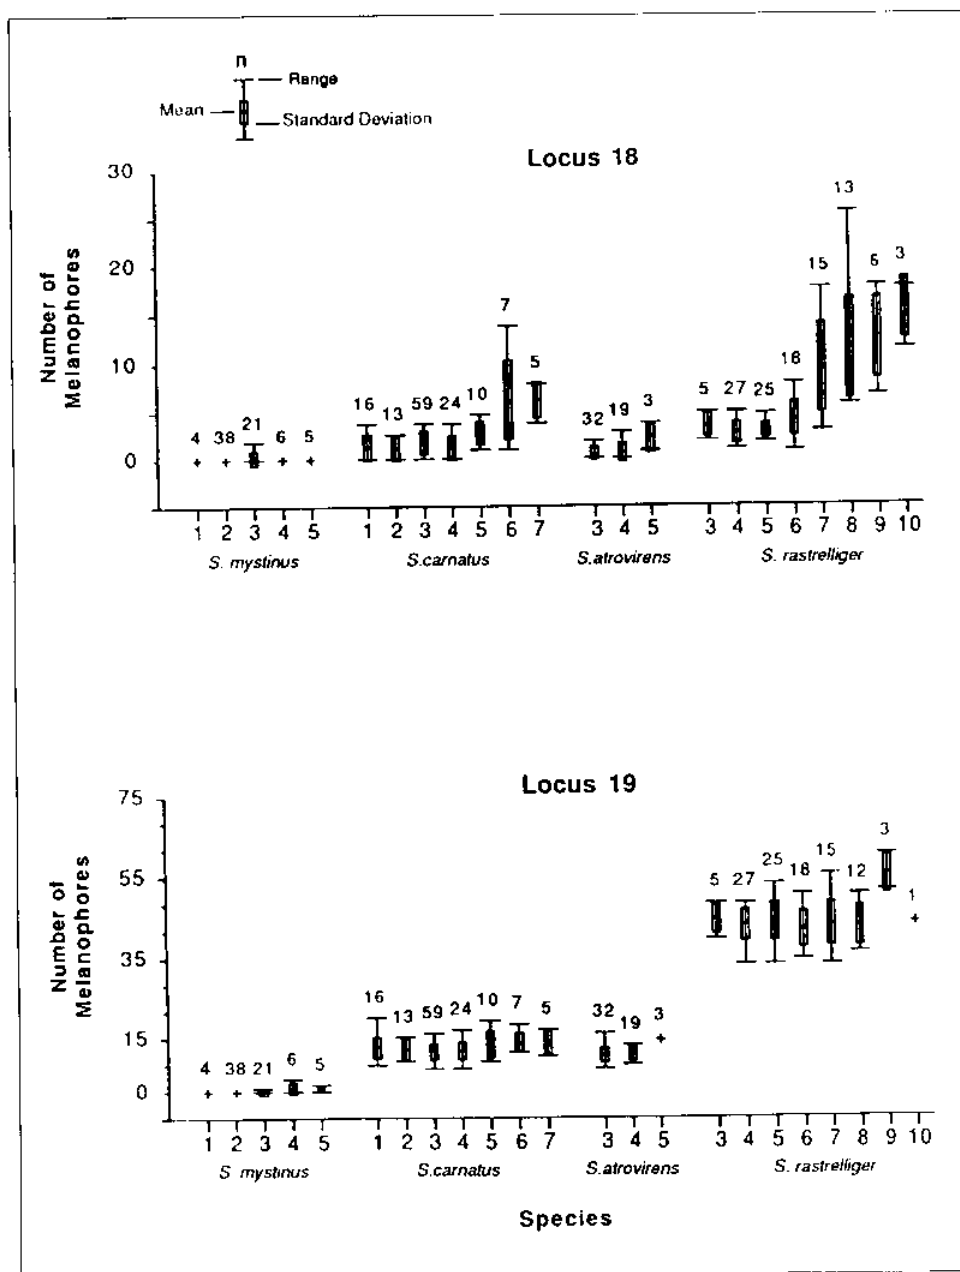 n
Range
Mean
Standard Deviation
Locus 18
Number of
Melanophores
30
20
10
0
4 38 21 6 5
16 13 59 24 10 7 5
32 19 3
5 27 25 16 15 13 6 3
1 2 3 4 5 1 2 3 4 5 6 7 3 4 5 3 4 5 6 7 8 9 10
S. mystinus S.carnatus S.atrovirens S. rastrelliger
Locus 19
Number of
Melanophores
75
55
35
15
0
4 38 21 6 5
16 13 59 24 10 7 5
32 19 3
5 27 25 18 15 12 3 1
1 2 3 4 5 1 2 3 4 5 6 7 3 4 5 3 4 5 6 7 8 9 10
S mystinus S.carnatus S.atrovirens S. rastrelliger
Species